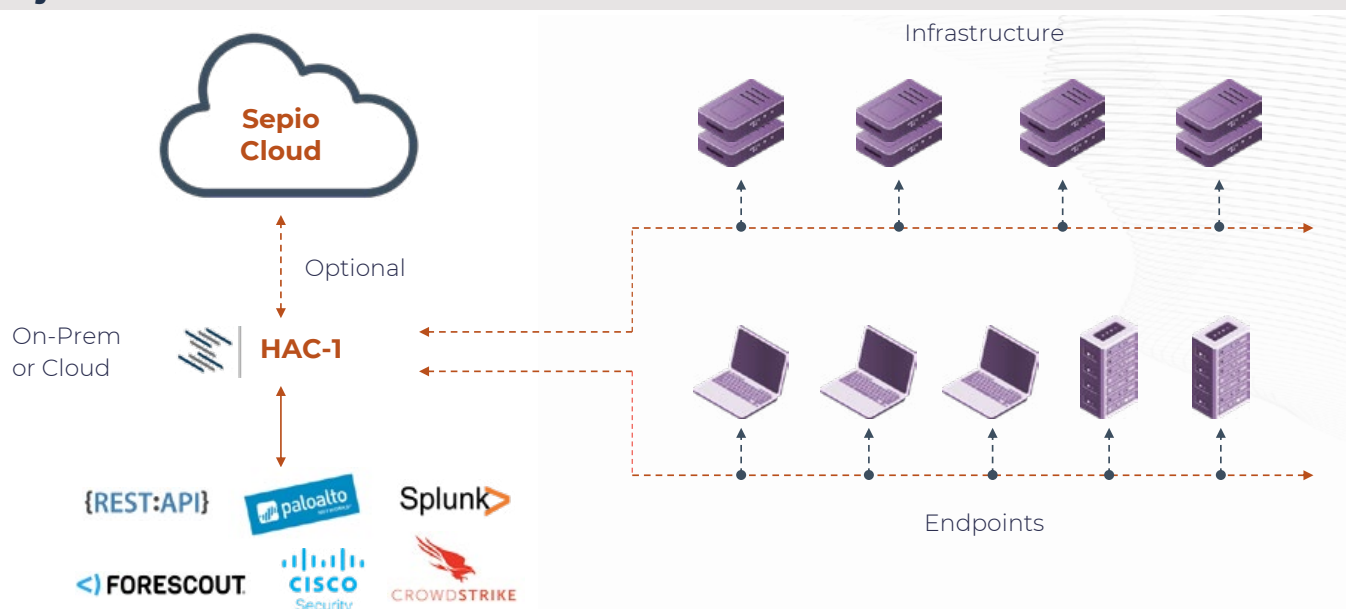 Infrastructure
Sepio
Cloud
Optional
On-Prem
or Cloud
HAC-1
{REST:API}
paloalto
NETWORKS
Splunk>
Endpoints
<) FORESCOUT.
CISCO
Security
CROWDSTRIKE